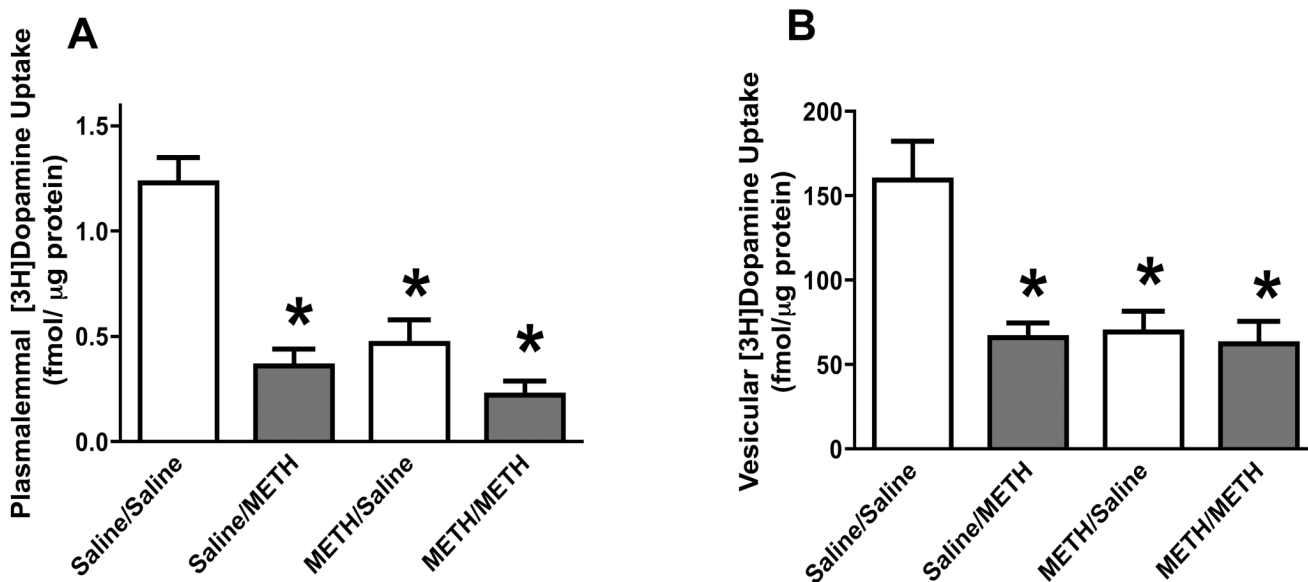 A
Plasmalemmal [3H]Dopamine Uptake
(fmol/ μg protein)
1.5
1.0
0.5
0.0
*
*
*
Saline/Saline
Saline/METH
METH/Saline
METH/METH
B
Vesicular [3H]Dopamine Uptake
(fmol/μg protein)
200
150
100
50
0
*
*
*
Saline/Saline
Saline/METH
METH/Saline
METH/METH